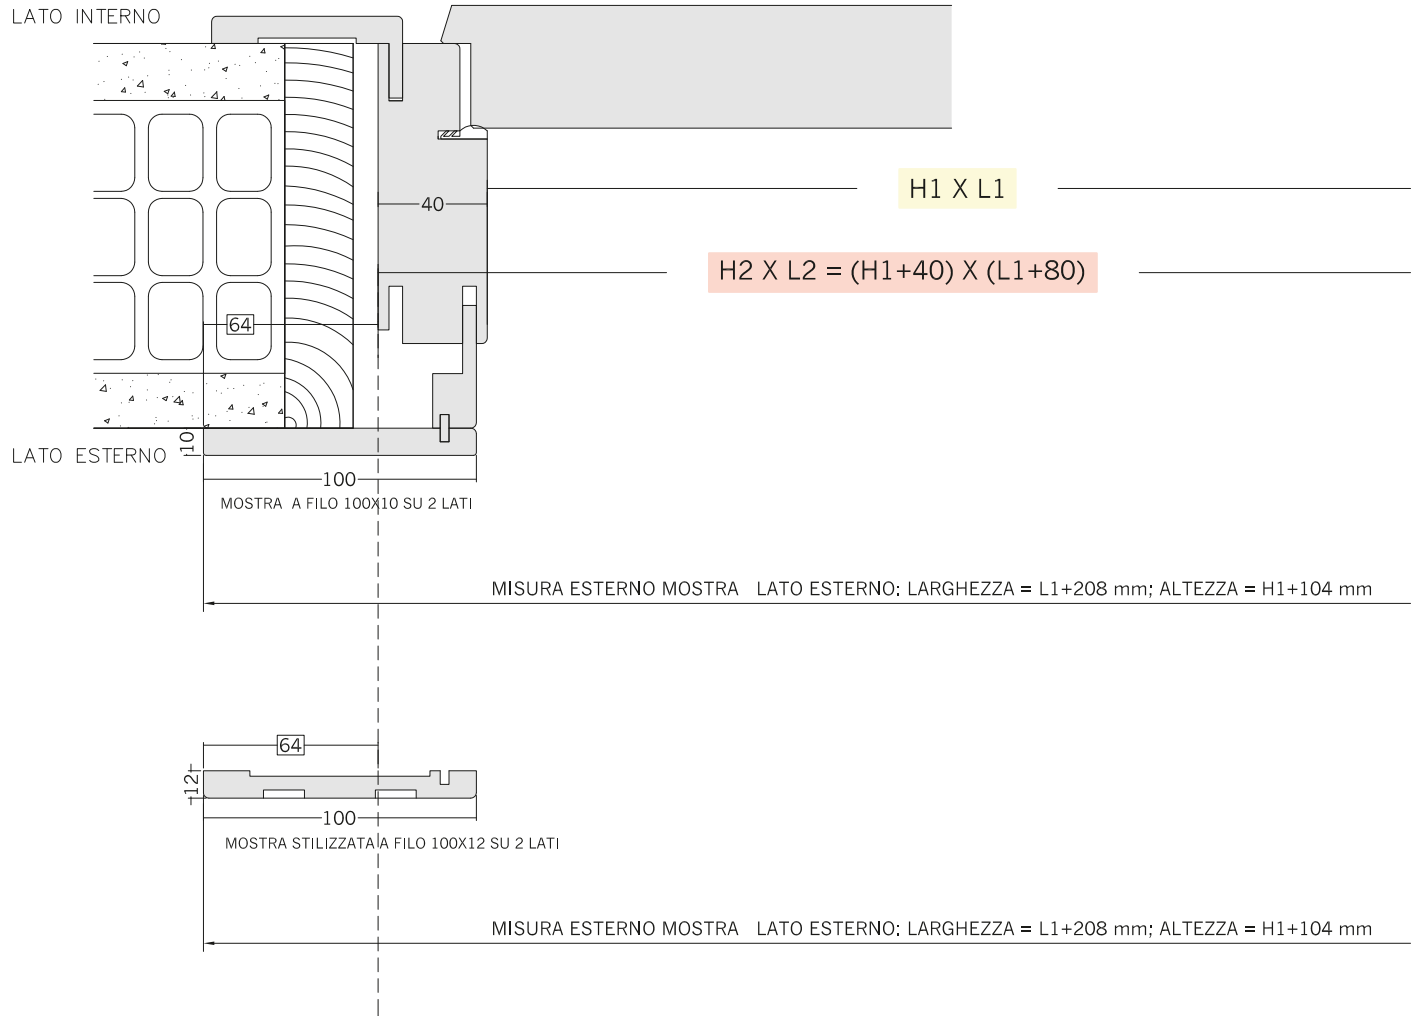 LATO INTERNO
H1 X L1
40
H2 X L2 = (H1+40) X (L1+80)
64
10
LATO ESTERNO
100
MOSTRA A FILO 100X10 SU 2 LATI
MISURA ESTERNO MOSTRA LATO ESTERNO: LARGHEZZA = L1+208 mm; ALTEZZA = H1+104 mm
64
12
100
MOSTRA STILIZZATA A FILO 100X12 SU 2 LATI
MISURA ESTERNO MOSTRA LATO ESTERNO: LARGHEZZA = L1+208 mm; ALTEZZA = H1+104 mm